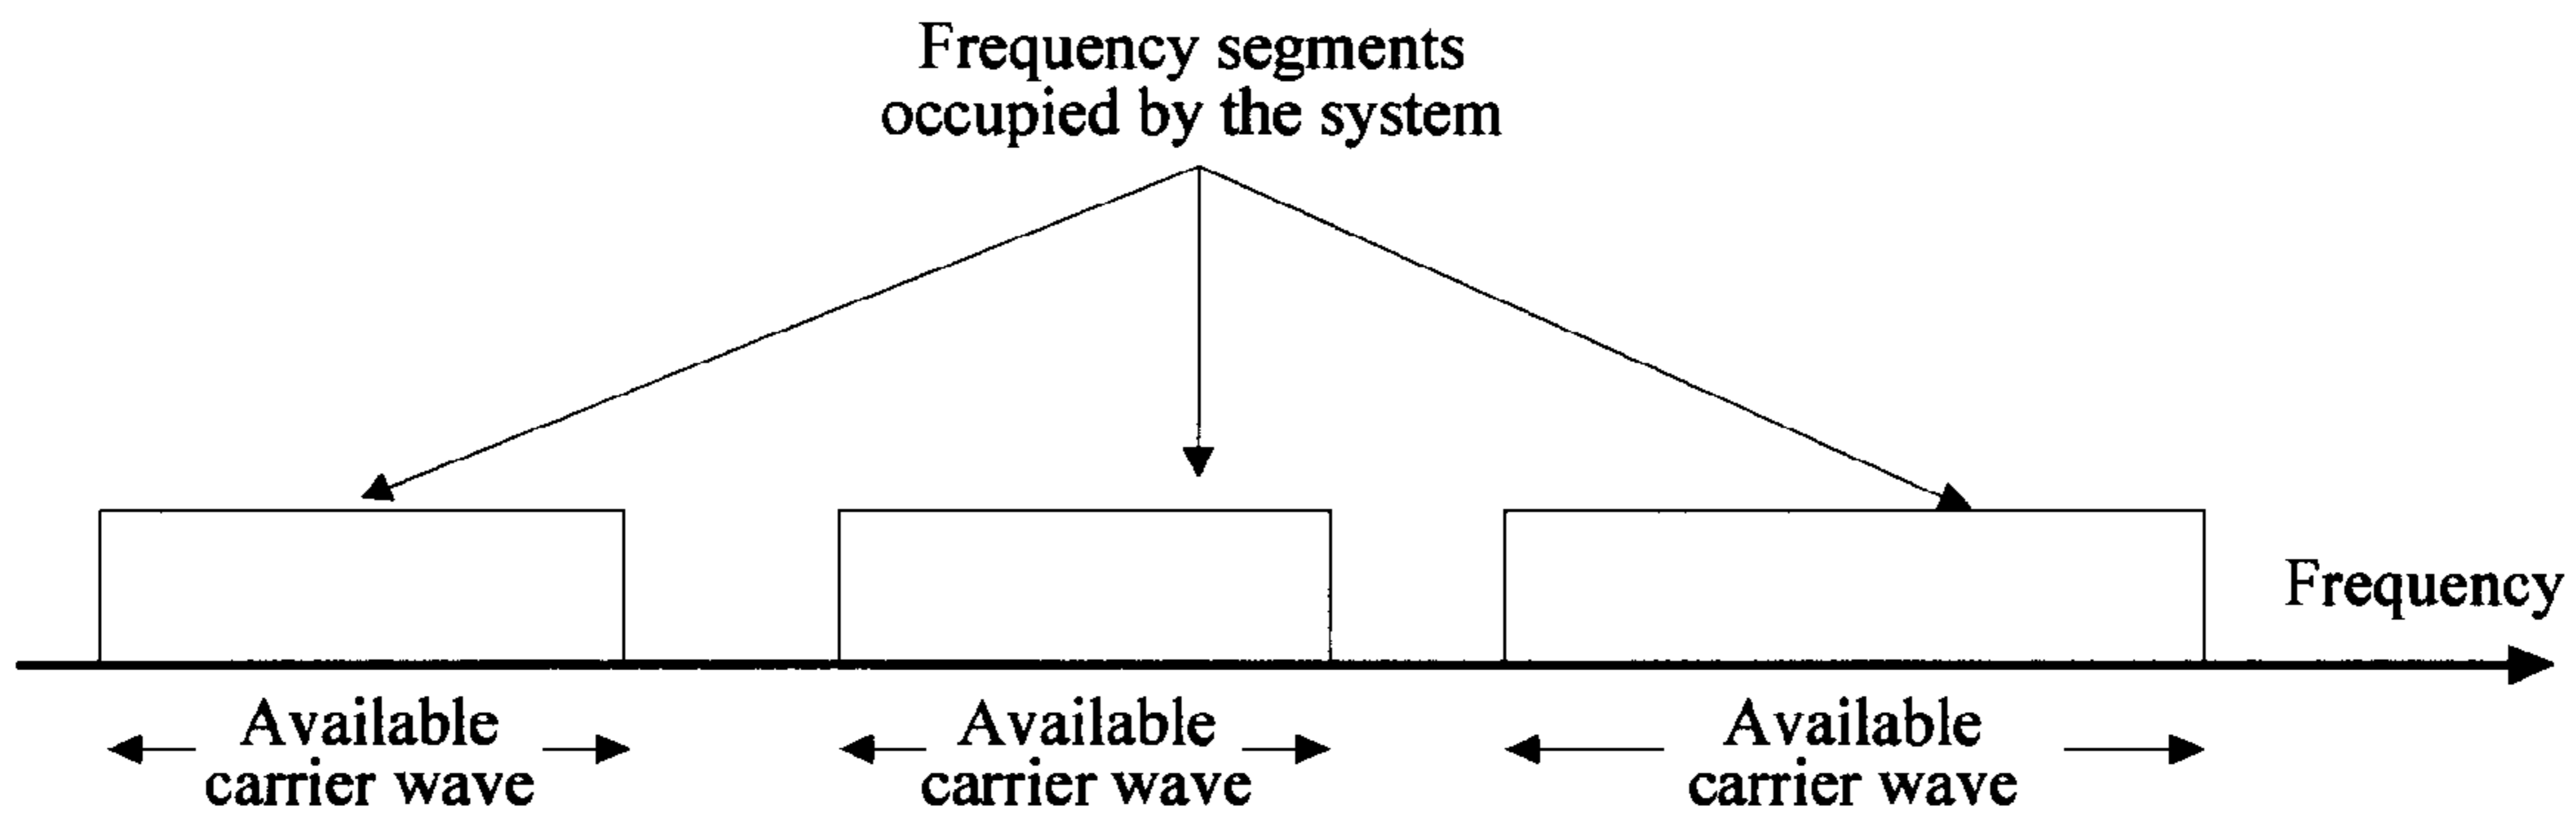 Frequency segments
occupied by the system
Frequency
Available
carrier wave
Available
carrier wave
Available
carrier wave